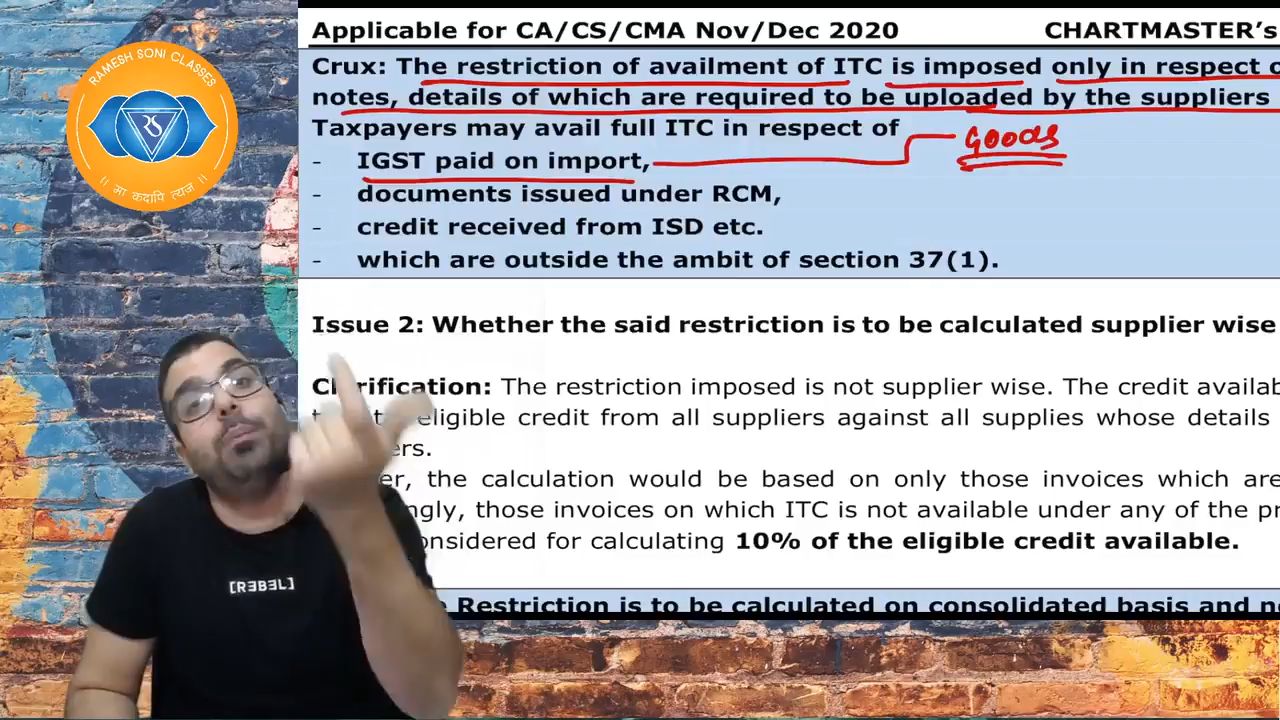 RAMESH SONI CLASSES
।। मा कदापि त्यज ।।
Applicable for CA/CS/CMA Nov/Dec 2020 CHARTMASTER's
Crux: The restriction of availment of ITC is imposed only in respect
notes, details of which are required to be uploaded by the suppliers
Taxpayers may avail full ITC in respect of
- IGST paid on import, GOODS
- documents issued under RCM,
- credit received from ISD etc.
- which are outside the ambit of section 37(1).
Issue 2: Whether the said restriction is to be calculated supplier wise
Clarification: The restriction imposed is not supplier wise. The credit
eligible credit from all suppliers against all supplies whose details
the calculation would be based on only those invoices which are
those invoices on which ITC is not available under any of the
considered for calculating 10% of the eligible credit available.
Restriction is to be calculated on consolidated basis and
[RƎBƎL]